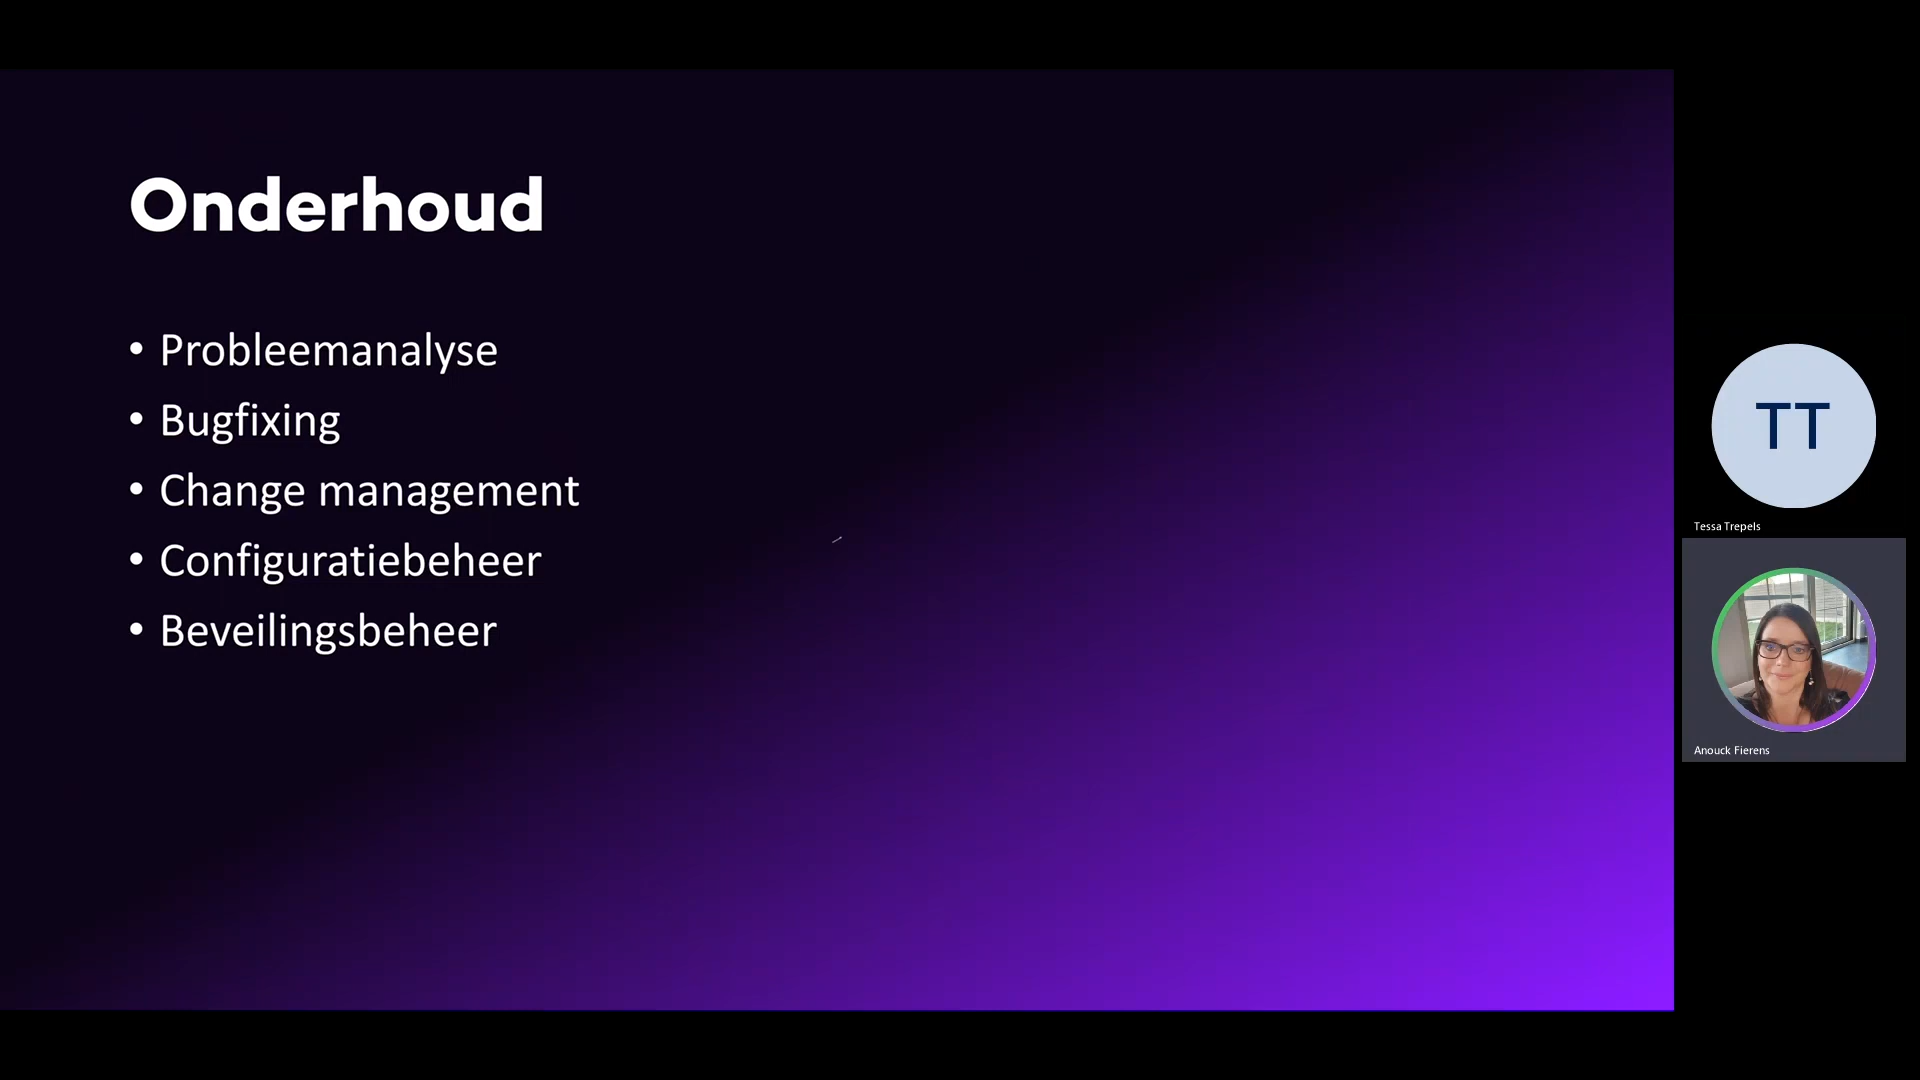 Onderhoud
• Probleemanalyse
• Bugfixing
• Change management
• Configuratiebeheer
• Beveilingsbeheer
TT
Tessa Trepels
Anouck Fierens